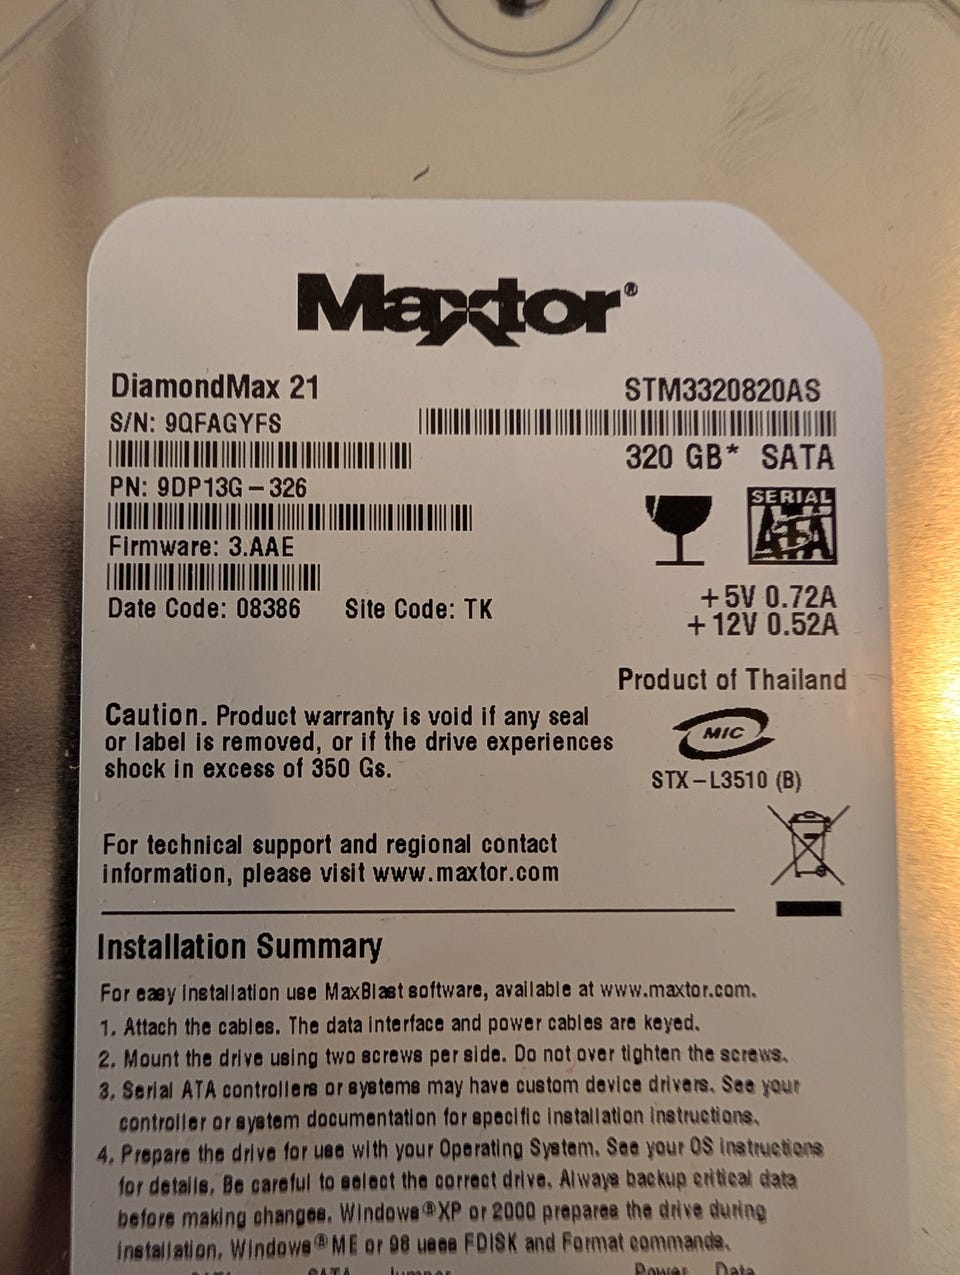 Maxtor®
DiamondMax 21
STM3320820AS
S/N: 9QFAGYFS
320 GB* SATA
PN: 9DP13G-326
SERIAL
ATA
Firmware: 3.AAE
Date Code: 08386 Site Code: TK
+5V 0.72A
+12V 0.52A
Product of Thailand
Caution. Product warranty is void if any seal
or label is removed, or if the drive experiences
shock in excess of 350 Gs.
MIC
STX-L3510 (B)
For technical support and regional contact
information, please visit www.maxtor.com
Installation Summary
For easy installation use MaxBlast software, available at www.maxtor.com.
1. Attach the cables. The data interface and power cables are keyed.
2. Mount the drive using two screws per side. Do not over tighten the screws.
3. Serial ATA controllers or systems may have custom device drivers. See your
controller or system documentation for specific installation instructions.
4. Prepare the drive for use with your Operating System. See your OS instructions
for details. Be careful to select the correct drive. Always backup critical data
before making changes. Windows®XP or 2000 prepares the drive during
installation. Windows®ME or 98 uses FDISK and Format commands.
SATA Jumper Power Data